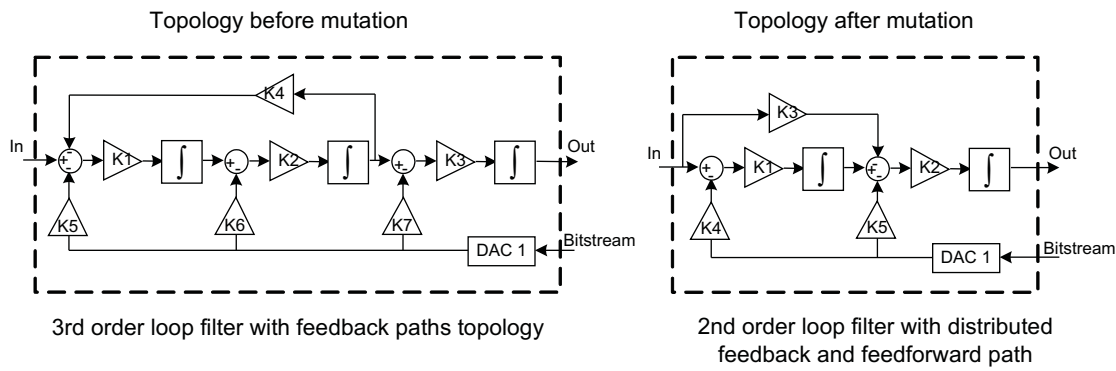 Topology before mutation
K4
In
+
-
-
K1
∫
+
-
K2
∫
+
-
K3
∫
Out
K5
K6
K7
DAC 1
Bitstream
3rd order loop filter with feedback paths topology
Topology after mutation
K3
In
+
-
K1
∫
+
-
-
K2
∫
Out
K4
K5
DAC 1
Bitstream
2nd order loop filter with distributed
feedback and feedforward path